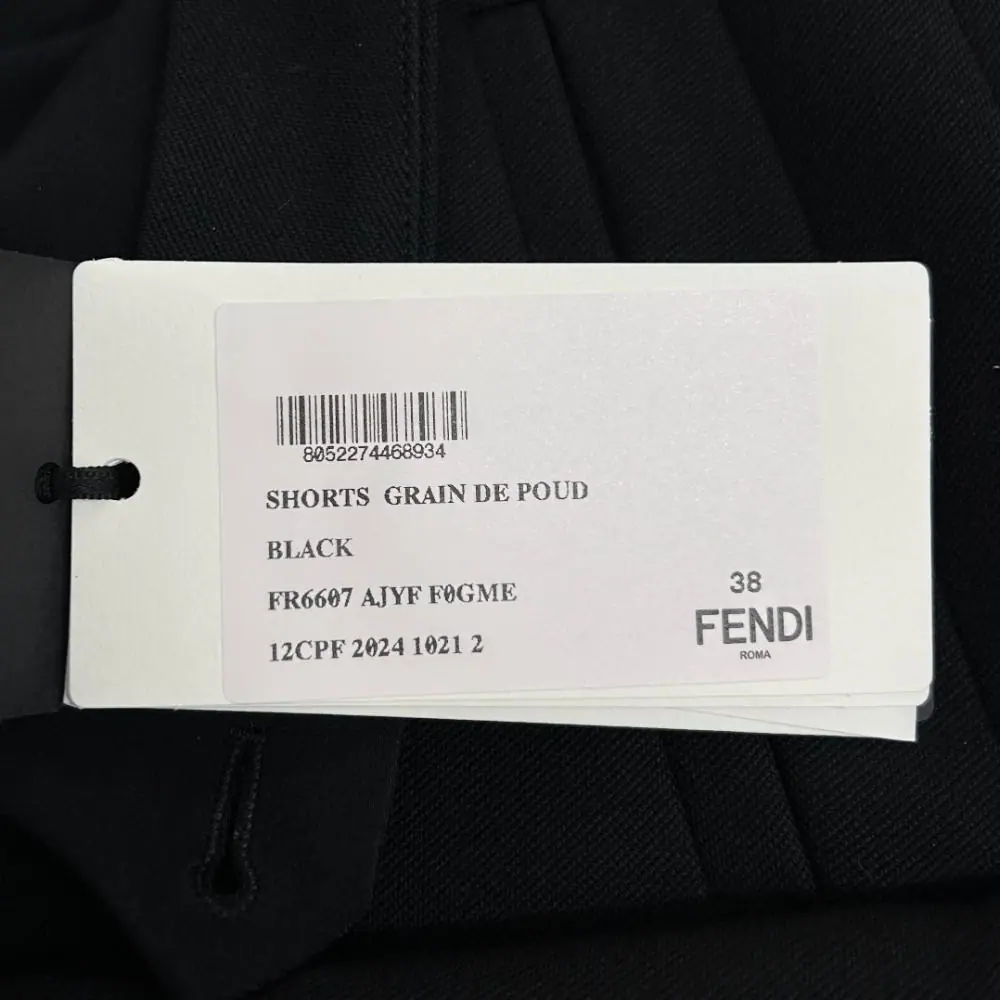 8052274468934
SHORTS GRAIN DE POUD
BLACK
FR6607 AJYF F0GME
12CPF 2024 1021 2
38
FENDI
ROMA